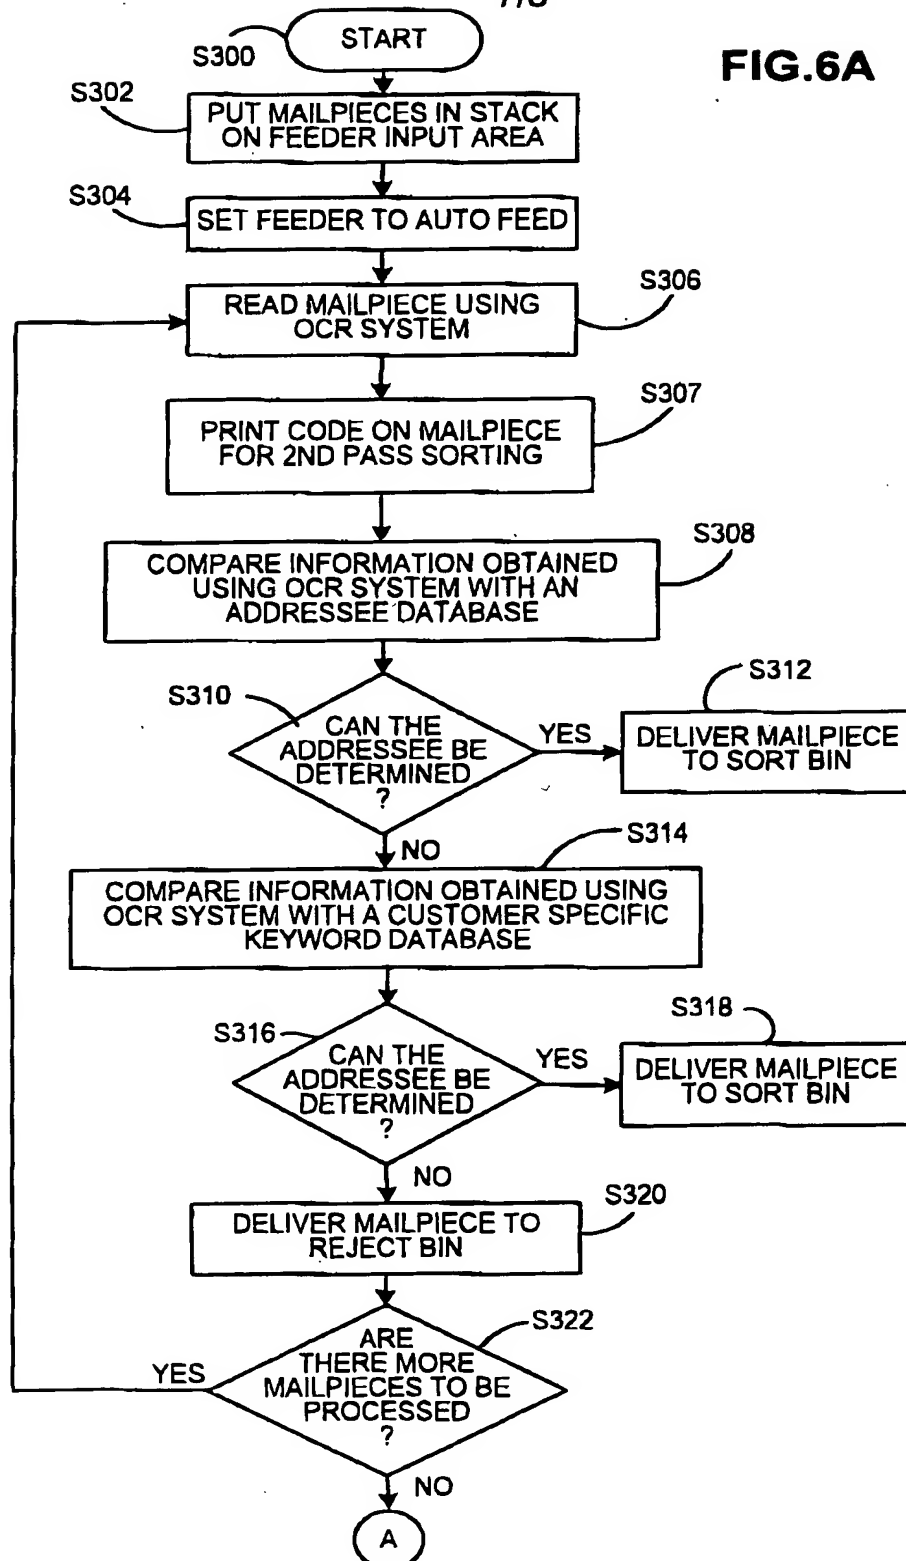 START
S300
FIG.6A
S302
PUT MAILPIECES IN STACK
ON FEEDER INPUT AREA
S304
SET FEEDER TO AUTO FEED
READ MAILPIECE USING
OCR SYSTEM
S306
PRINT CODE ON MAILPIECE
FOR 2ND PASS SORTING
S307
COMPARE INFORMATION OBTAINED
USING OCR SYSTEM WITH AN
ADDRESSEE DATABASE
S308
S310
CAN THE
ADDRESSEE BE
DETERMINED
?
YES
S312
DELIVER MAILPIECE
TO SORT BIN
NO
S314
COMPARE INFORMATION OBTAINED USING
OCR SYSTEM WITH A CUSTOMER SPECIFIC
KEYWORD DATABASE
S316
CAN THE
ADDRESSEE BE
DETERMINED
?
YES
S318
DELIVER MAILPIECE
TO SORT BIN
NO
S320
DELIVER MAILPIECE TO
REJECT BIN
S322
ARE
THERE MORE
MAILPIECES TO BE
PROCESSED
?
YES
NO
A